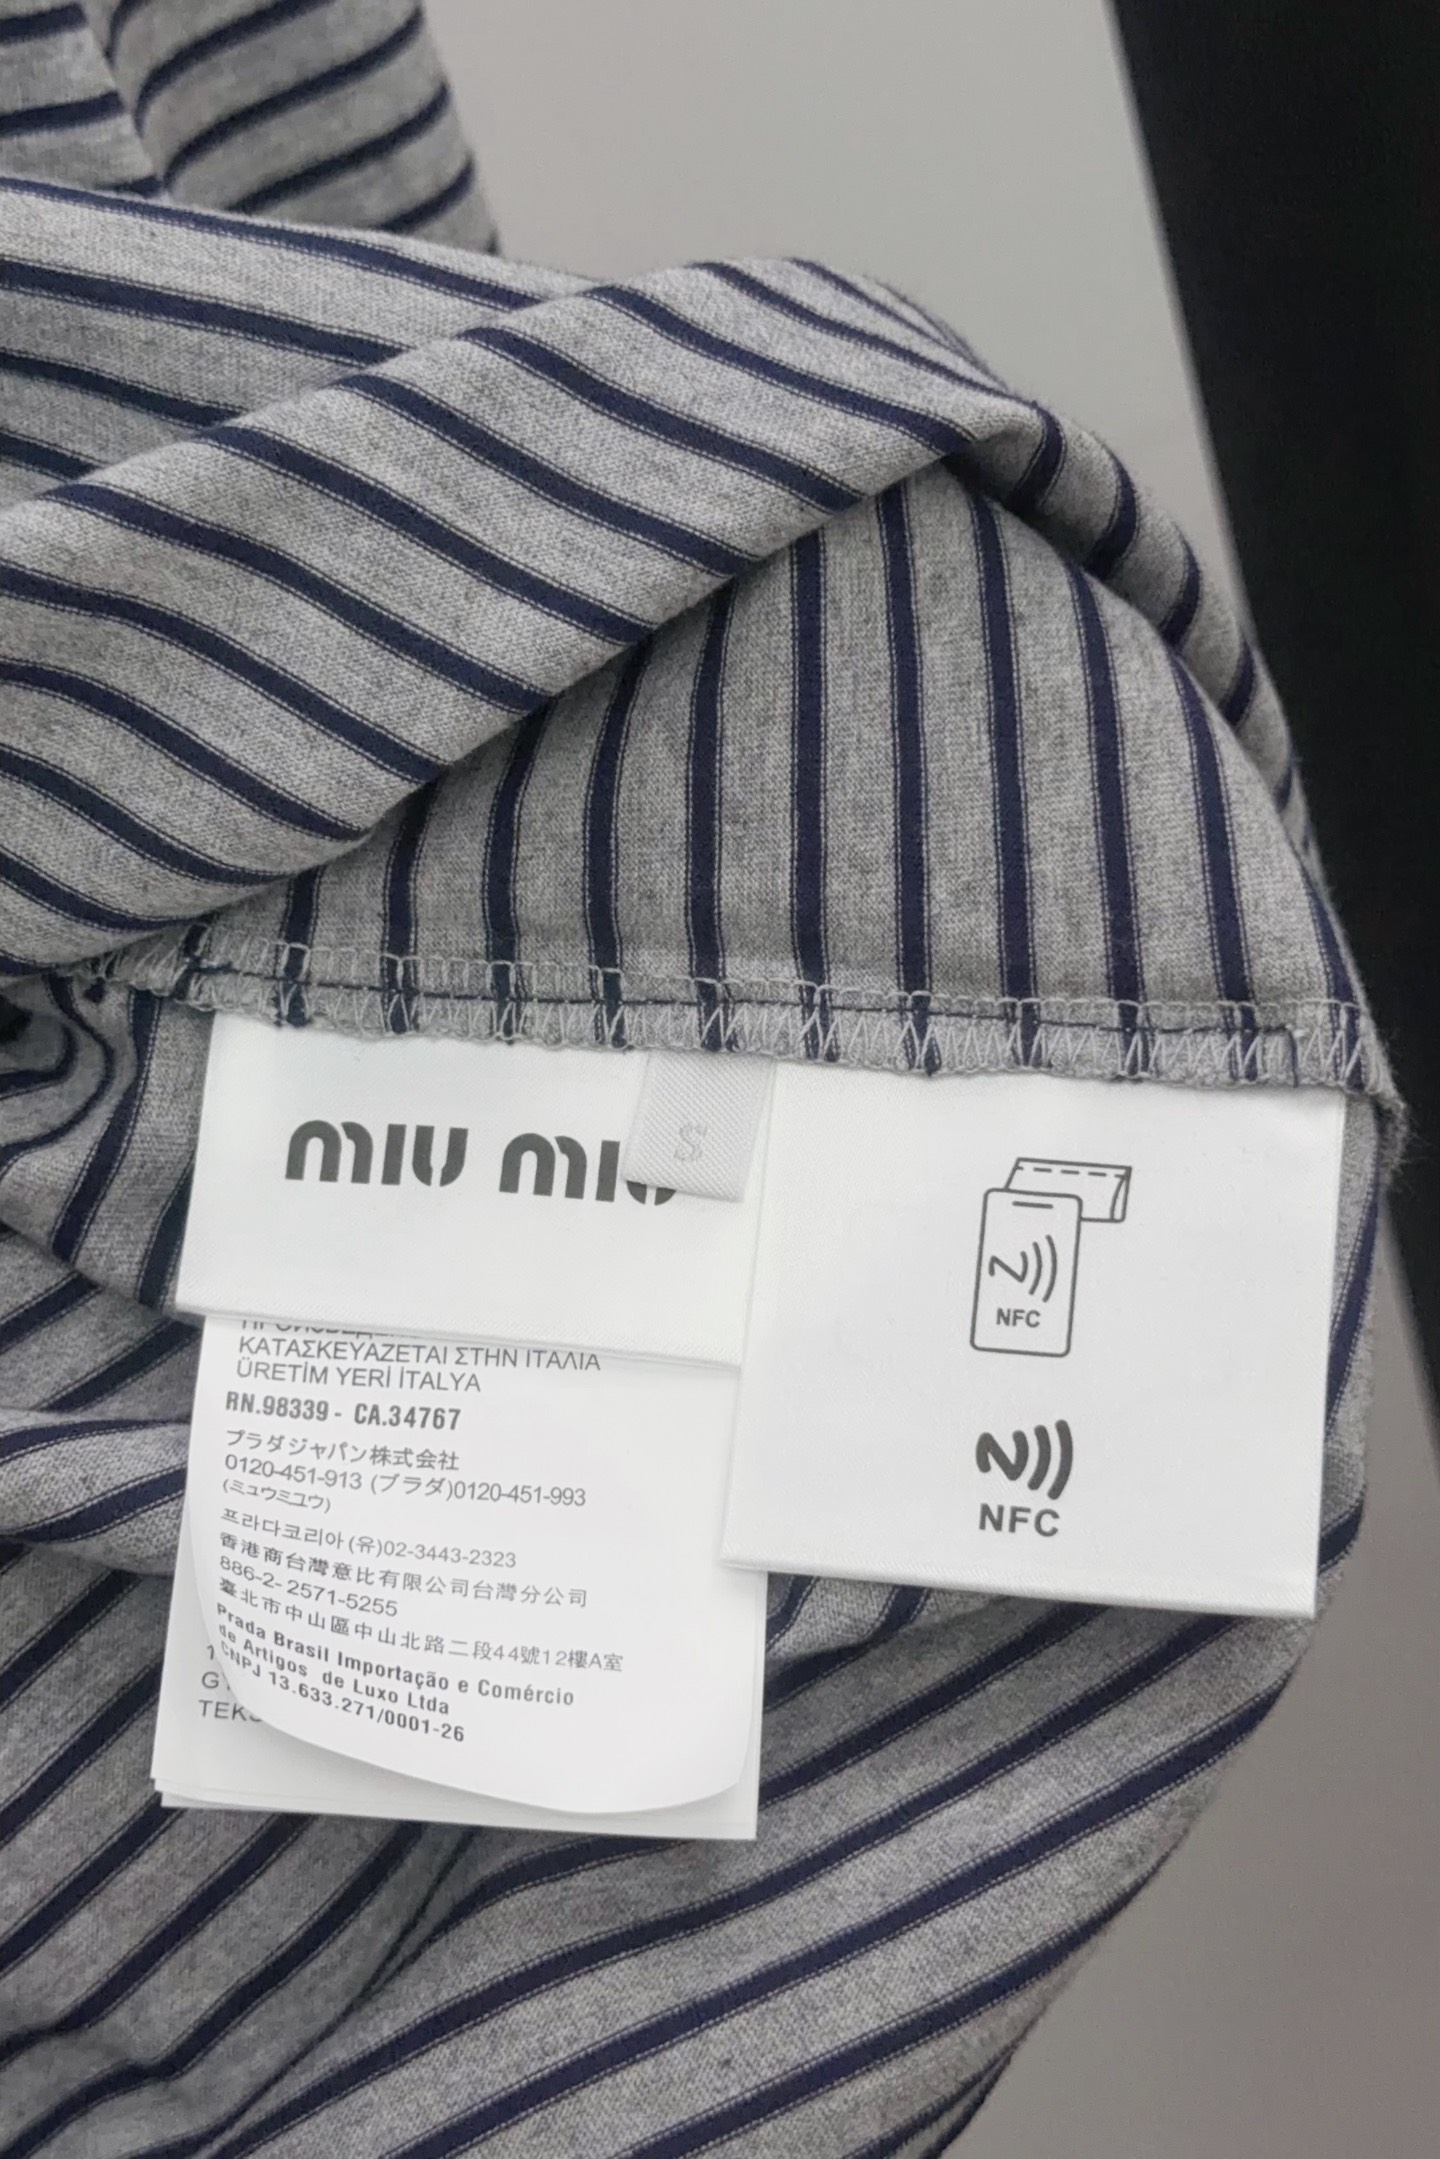 MIU MIU
S
NFC
NFC
ΚΑΤΑΣΚΕΥΑΖΕΤΑΙ ΣΤΗΝ ΙΤΑΛΙΑ
ÜRETİM YERİ İTALYA
RN.98339 - CA.34767
プラダジャパン株式会社
0120-451-913 (プラダ)0120-451-993
(ミュウミュウ)
프라다코리아(유)02-3443-2323
香港商台灣意比有限公司台灣分公司
886-2-2571-5255
臺北市中山區中山北路二段44號12樓A室
Prada Brasil Importação e Comércio
de Artigos de Luxo Ltda
CNPJ 13.633.271/0001-26